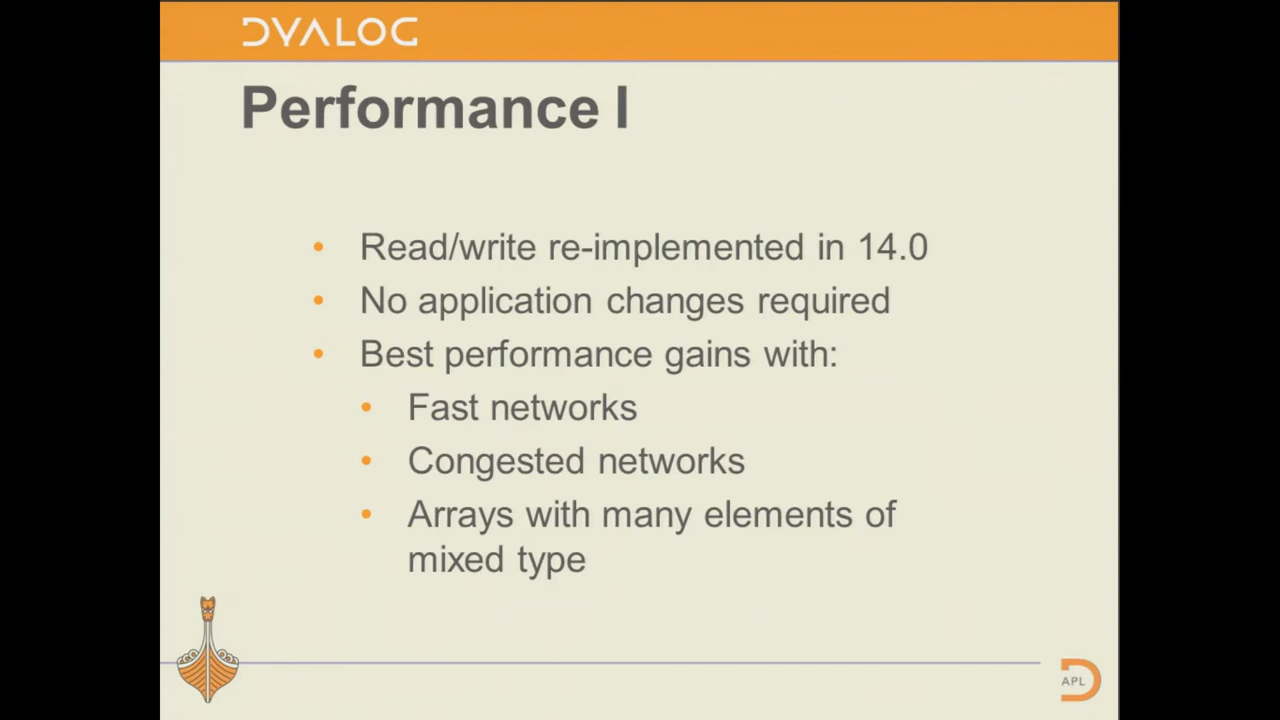 DYALOG
Performance I
• Read/write re-implemented in 14.0
• No application changes required
• Best performance gains with:
• Fast networks
• Congested networks
• Arrays with many elements of
mixed type
APL